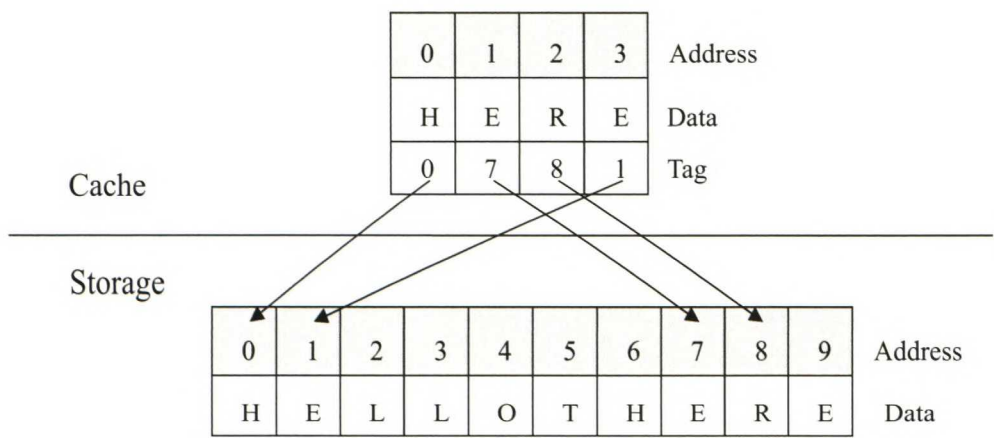 0 1 2 3 Address
H E R E Data
0 7 8 1 Tag
Cache
Storage
0 1 2 3 4 5 6 7 8 9 Address
H E L L O T H E R E Data